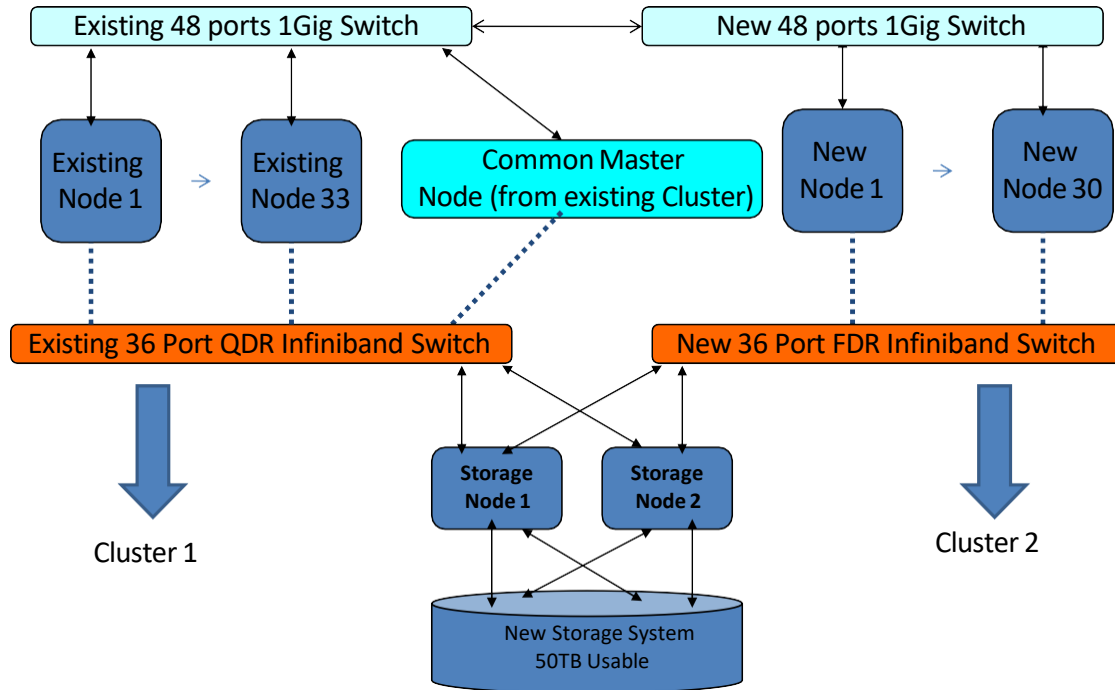 Existing 48 ports 1Gig Switch
New 48 ports 1Gig Switch
Existing
Node 1
Existing
Node 33
Common Master
Node (from existing Cluster)
New
Node 1
New
Node 30
Existing 36 Port QDR Infiniband Switch
New 36 Port FDR Infiniband Switch
Storage
Node 1
Storage
Node 2
Cluster 1
Cluster 2
New Storage System
50TB Usable